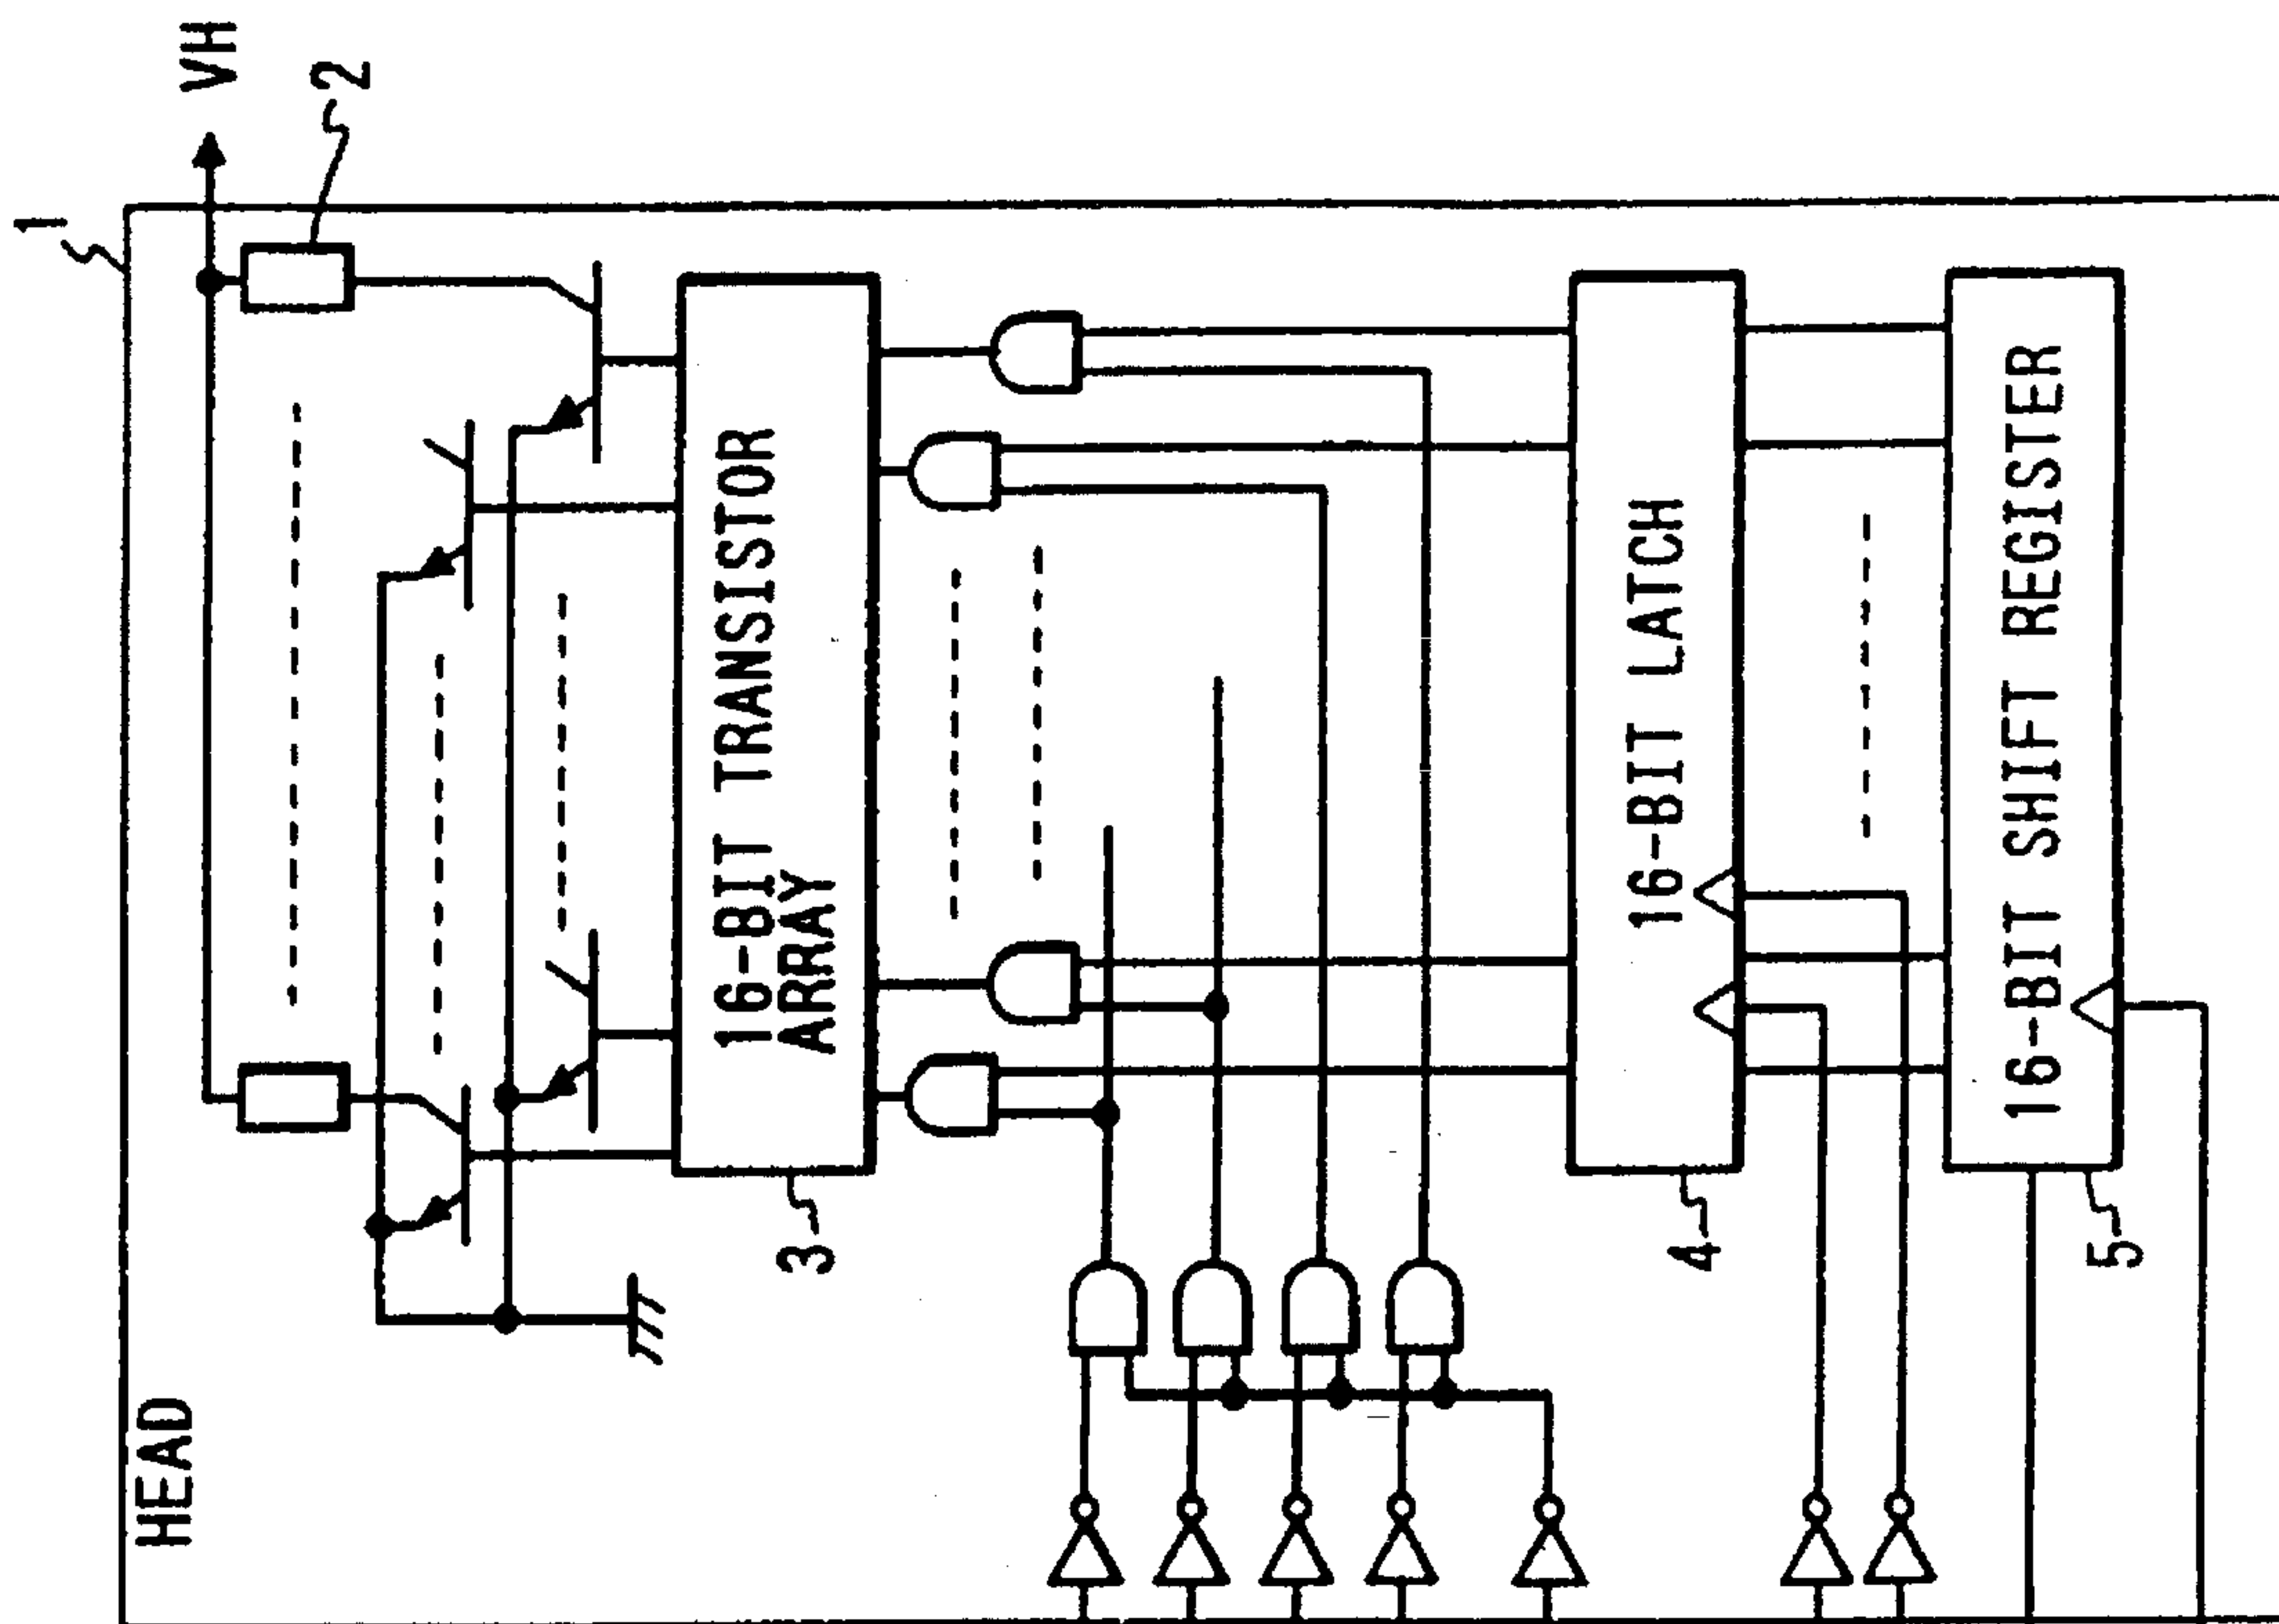 1
VH
2
HEAD
16-BIT TRANSISTOR
ARRAY
3
16-BIT LATCH
4
16-BIT SHIFT REGISTER
5